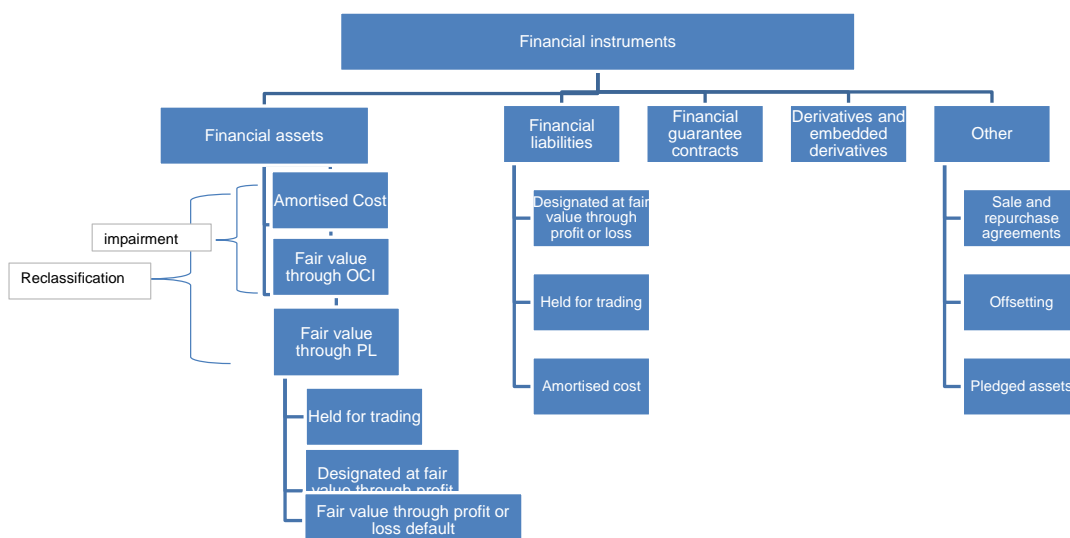 Financial instruments
Financial assets
Financial
liabilities
Financial
guarantee
contracts
Derivatives and
embedded
derivatives
Other
Amortised Cost
impairment
Fair value
through OCI
Reclassification
Fair value
through PL
Held for trading
Designated at fair
value through profit
Fair value through profit or
loss default
Designated at fair
value through
profit or loss
Held for trading
Amortised cost
Sale and
repurchase
agreements
Offsetting
Pledged assets